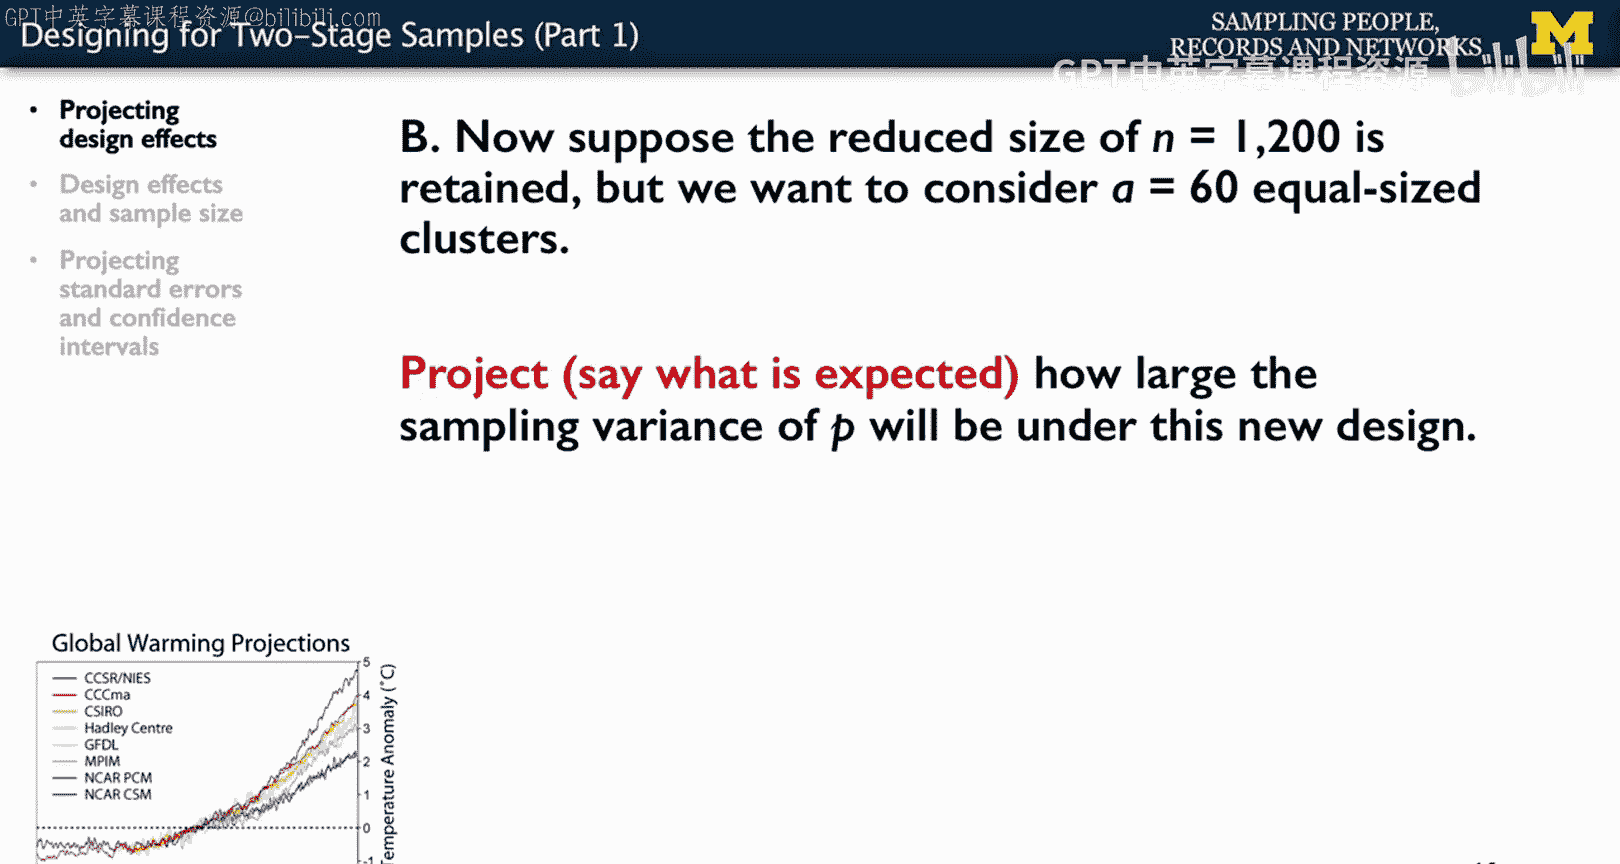 GPT中英字幕课程资源@bilibili.com
Designing for Two-Stage Samples (Part 1)
SAMPLING PEOPLE,
RECORDS AND NETWORKS
M
GPT中英字幕课程资源 bilibili
• Projecting
design effects
• Design effects
and sample size
• Projecting
standard errors
and confidence
intervals
B. Now suppose the reduced size of n = 1,200 is
retained, but we want to consider a = 60 equal-sized
clusters.
Project (say what is expected) how large the
sampling variance of p will be under this new design.
Global Warming Projections
CCSR/NIES
CCCma
CSIRO
Hadley Centre
GFDL
MPIM
NCAR PCM
NCAR CSM
5
4
3
2
1
0
-1
Temperature Anomaly (°C)